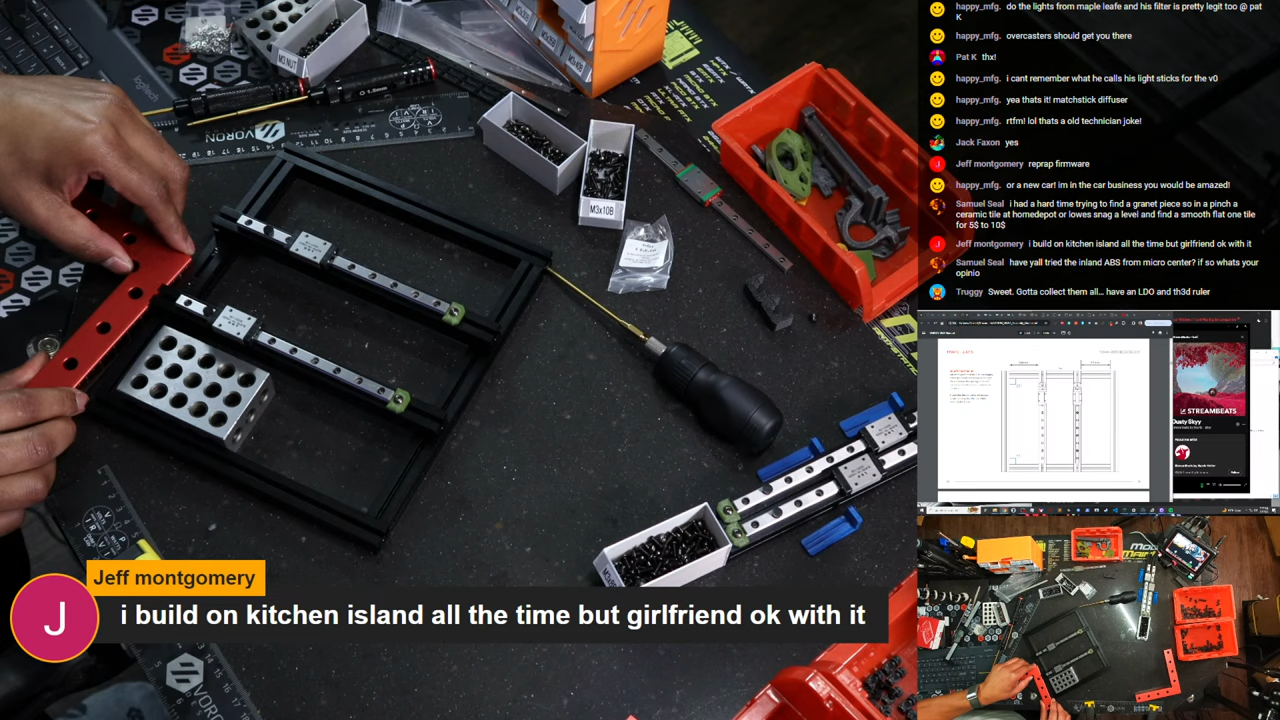 happy_mfg. do the lights from maple leafe and his filter is pretty legit too @ pat
K
happy_mfg. overcasters should get you there
Pat K thx!
happy_mfg. i cant remember what he calls his light sticks for the v0
happy_mfg. yea thats it! matchstick diffuser
happy_mfg. rtfm! lol thats a old technician joke!
Jack Faxon yes
Jeff montgomery reprap firmware
happy_mfg. or a new car! im in the car business you would be amazed!
Samuel Seal i had a hard time trying to find a granet piece so in a pinch a
ceramic tile at homedepot or lowes snag a level and find a smooth flat one tile
for 5$ to 10$
Jeff montgomery i build on kitchen island all the time but girlfriend ok with it
Samuel Seal have yall tried the inland ABS from micro center? if so whats your
opinio
Truggy Sweet. Gotta collect them all... have an LDO and th3d ruler
logitech
M3 NUT
1.5mm
VORON
M3x10B
STREAMBEATS
Dusty Skyy
J
Jeff montgomery
i build on kitchen island all the time but girlfriend ok with it
VORON